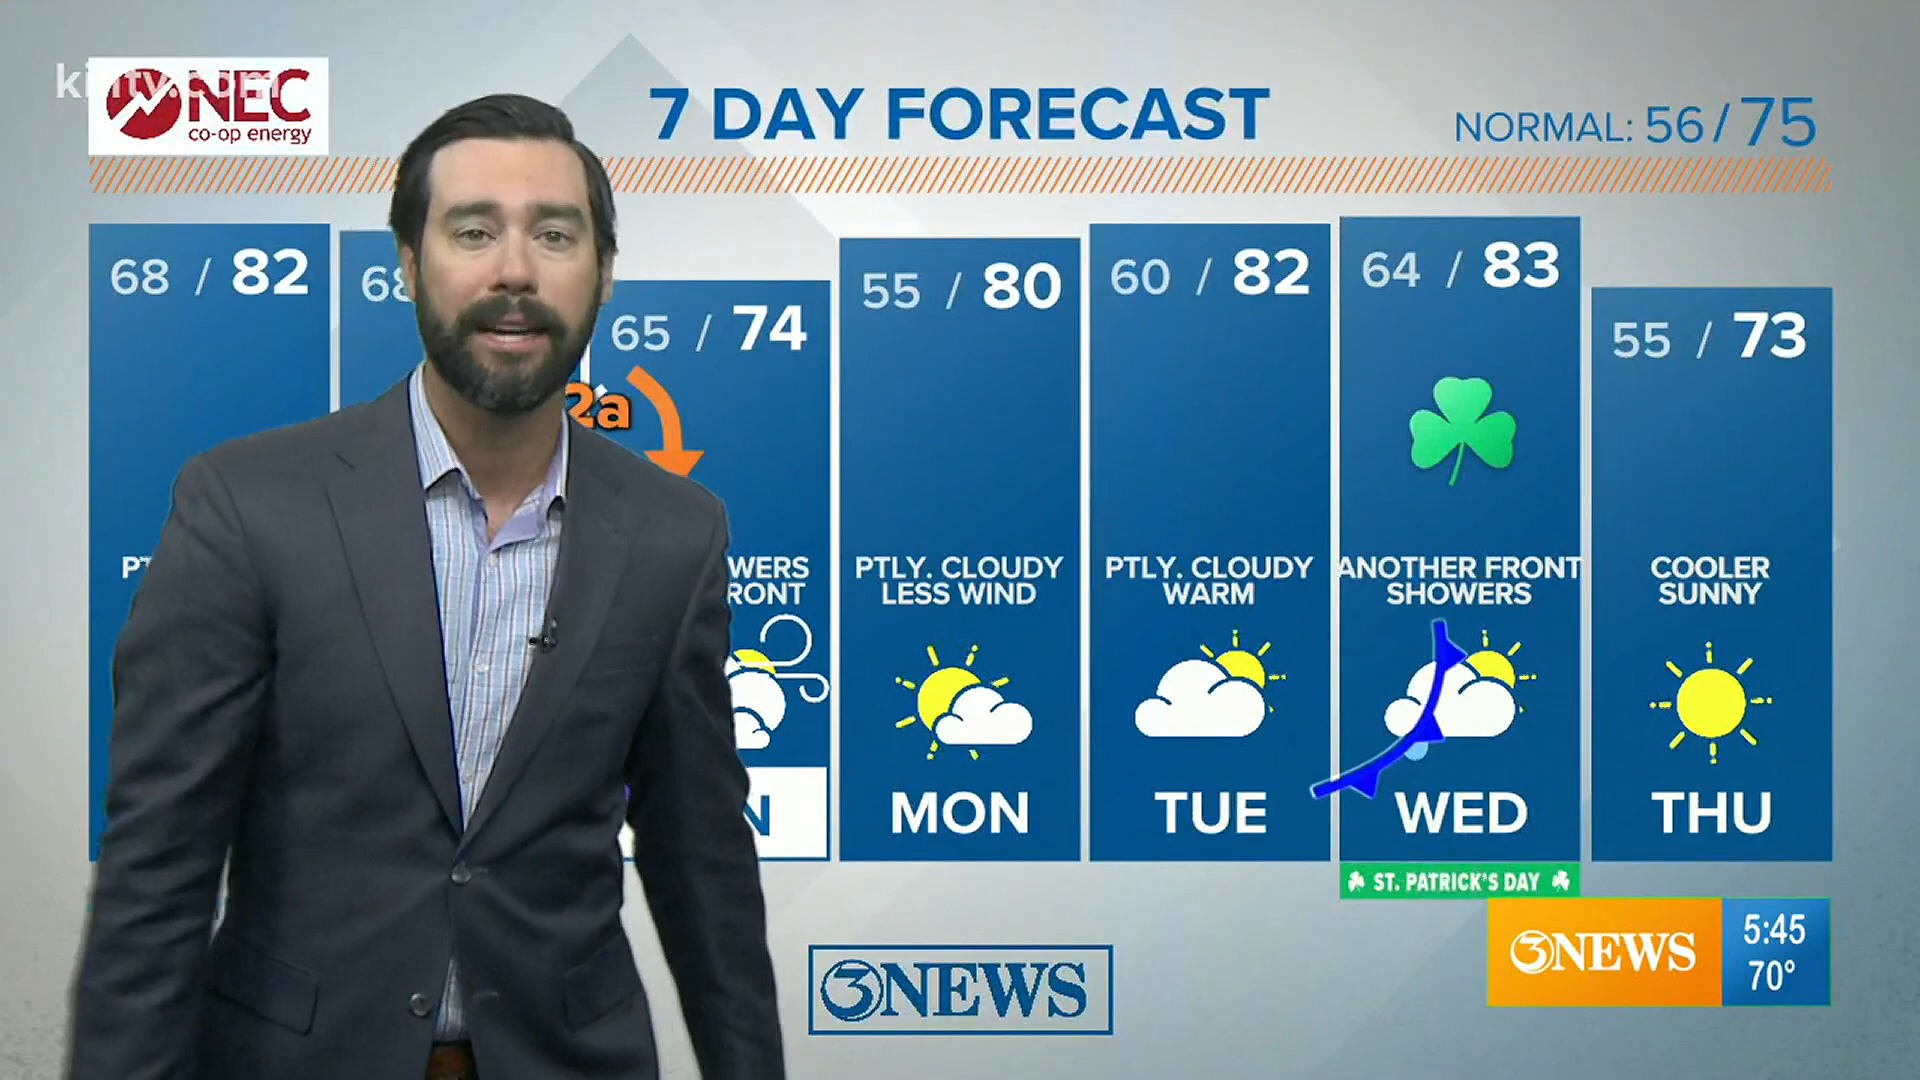 NEC
co-op energy
7 DAY FORECAST
NORMAL: 56/75
68 / 82
65 / 74
55 / 80
60 / 82
64 / 83
55 / 73
2a
PTLY. CLOUDY
LESS WIND
PTLY. CLOUDY
WARM
ANOTHER FRONT
SHOWERS
COOLER
SUNNY
MON
TUE
WED
THU
ST. PATRICK'S DAY
3NEWS
3NEWS
5:45
70°